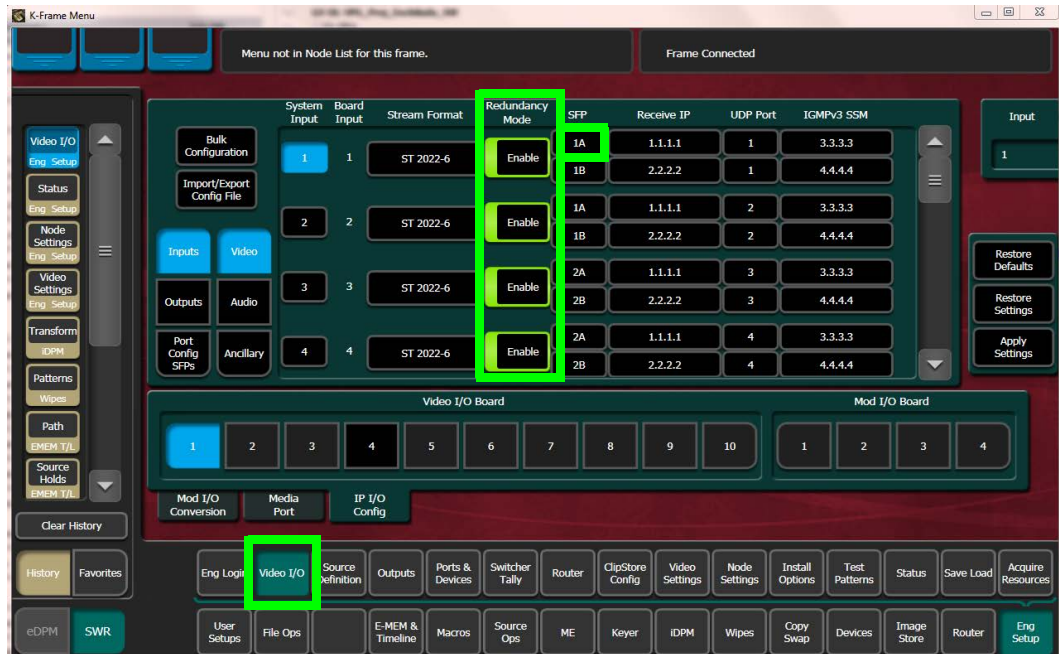 K-Frame Menu
Menu not in Node List for this frame.
Frame Connected
Video I/O
Eng Setup
Status
Eng Setup
Node
Settings
Eng Setup
Video
Settings
Eng Setup
Transform
iDPM
Patterns
Wipes
Path
EMEM T/L
Source
Holds
EMEM T/L
Clear History
History Favorites
eDPM SWR
Bulk
Configuration
Import/Export
Config File
Inputs Video
Outputs Audio
Port
Config
SFPs
Ancillary
System
Input
Board
Input
Stream Format
Redundancy
Mode
SFP Receive IP UDP Port IGMPv3 SSM
1 1 ST 2022-6 Enable
1A 1.1.1.1 1 3.3.3.3
1B 2.2.2.2 1 4.4.4.4
2 2 ST 2022-6 Enable
1A 1.1.1.1 2 3.3.3.3
1B 2.2.2.2 2 4.4.4.4
3 3 ST 2022-6 Enable
2A 1.1.1.1 3 3.3.3.3
2B 2.2.2.2 3 4.4.4.4
4 4 ST 2022-6 Enable
2A 1.1.1.1 4 3.3.3.3
2B 2.2.2.2 4 4.4.4.4
Input
1
Restore
Defaults
Restore
Settings
Apply
Settings
Video I/O Board
1 2 3 4 5 6 7 8 9 10
Mod I/O Board
1 2 3 4
Mod I/O
Conversion
Media
Port
IP I/O
Config
Eng Login
Video I/O
Source
Definition
Outputs
Ports &
Devices
Switcher
Tally
Router
ClipStore
Config
Video
Settings
Node
Settings
Install
Options
Test
Patterns
Status
Save Load
Acquire
Resources
User
Setups
File Ops
E-MEM &
Timeline
Macros
Source
Ops
ME
Keyer
iDPM
Wipes
Copy
Swap
Devices
Image
Store
Router
Eng
Setup